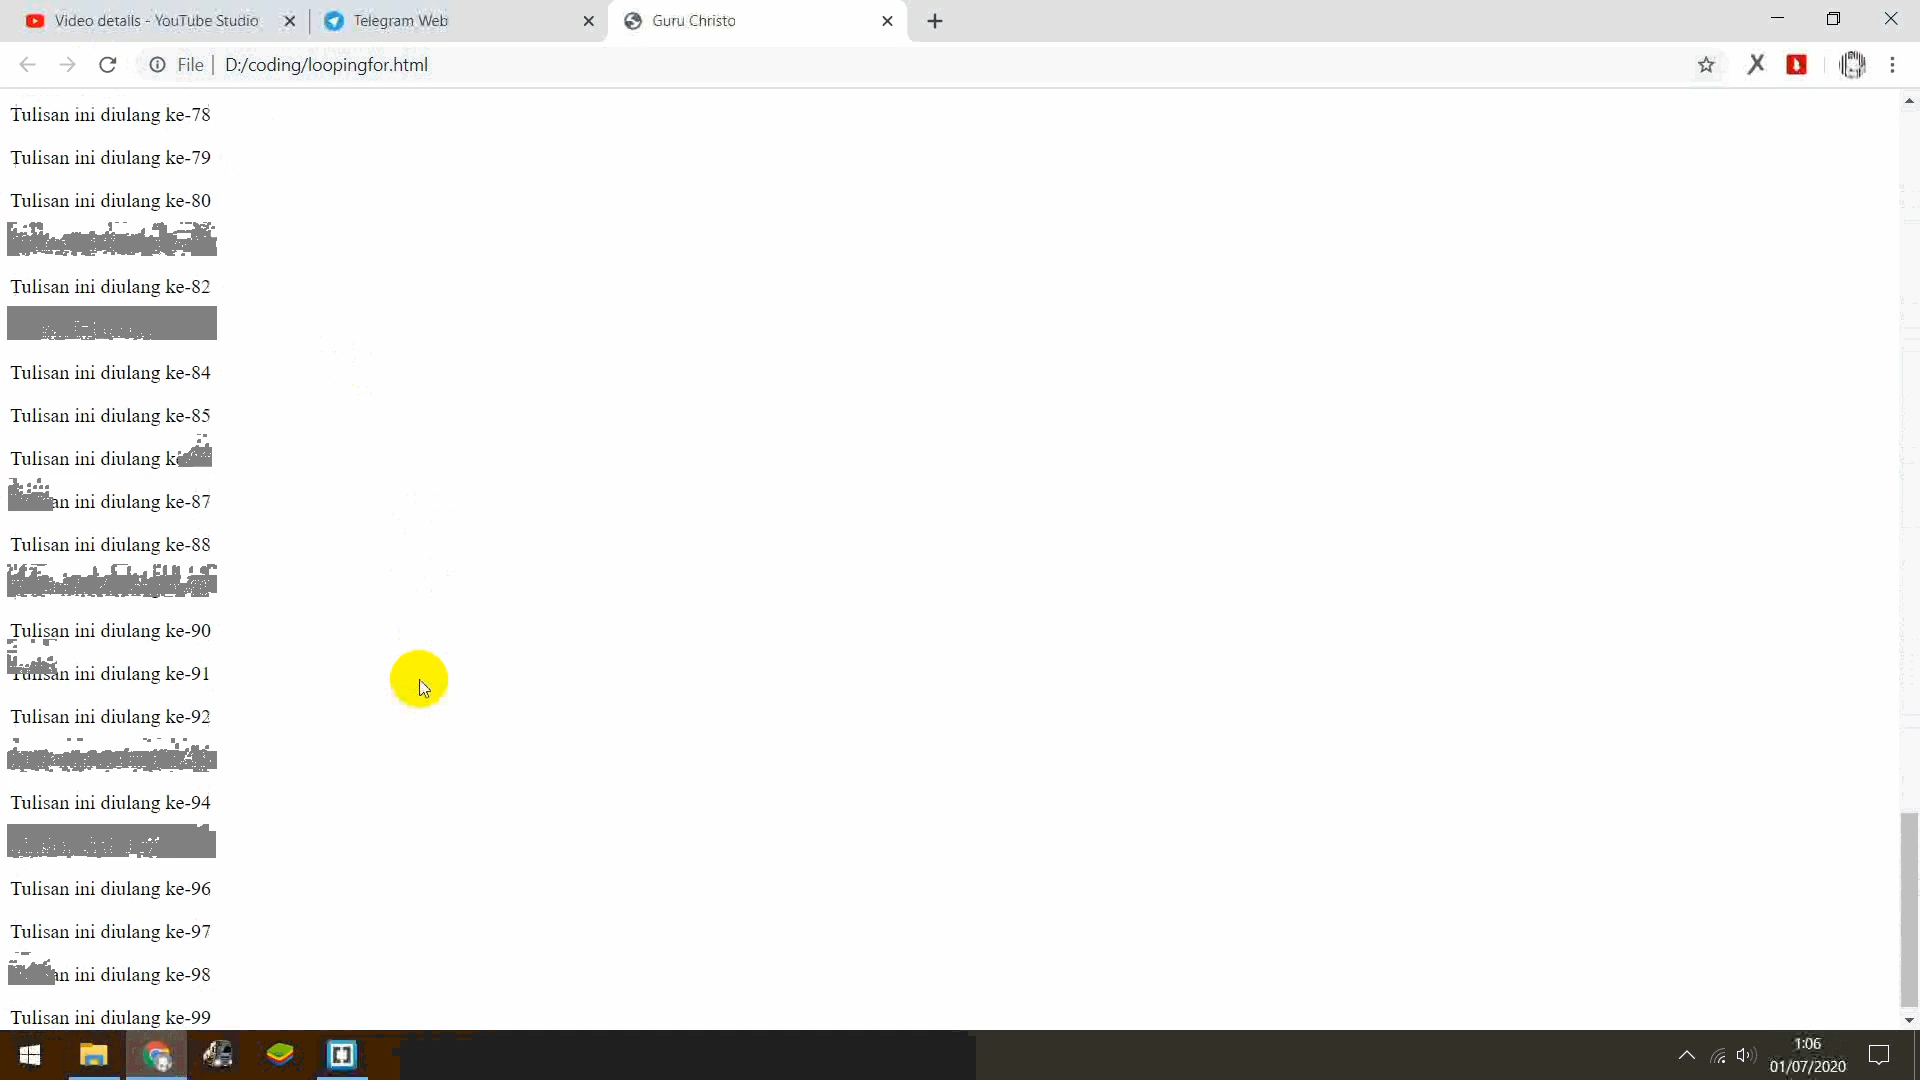 Video details - YouTube Studio
Telegram Web
Guru Christo
File
D:/coding/loopingfor.html
Tulisan ini diulang ke-78
Tulisan ini diulang ke-79
Tulisan ini diulang ke-80
Tulisan ini diulang ke-82
Tulisan ini diulang ke-84
Tulisan ini diulang ke-85
Tulisan ini diulang
ini diulang ke-87
Tulisan ini diulang ke-88
Tulisan ini diulang ke-90
Tulisan ini diulang ke-91
Tulisan ini diulang ke-92
Tulisan ini diulang ke-94
Tulisan ini diulang ke-96
Tulisan ini diulang ke-97
ini diulang ke-98
Tulisan ini diulang ke-99
1:06
01/07/2020